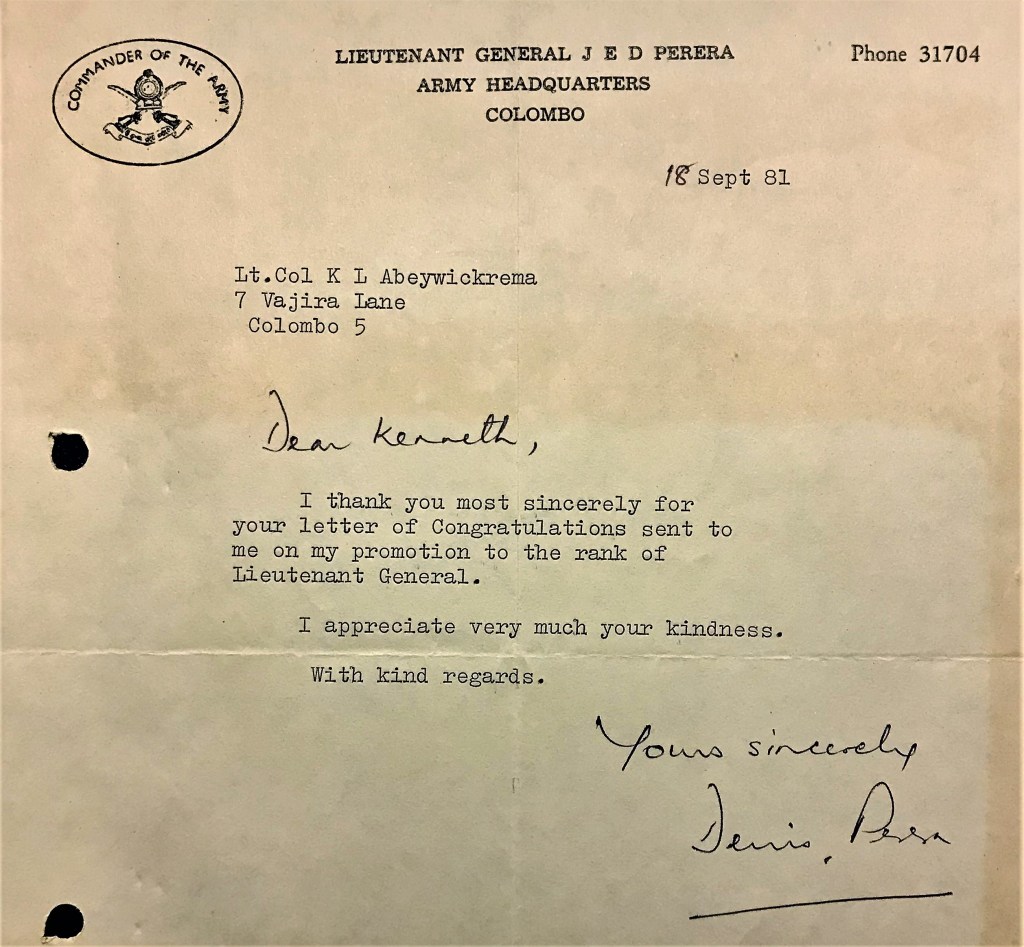 COMMANDER OF THE ARMY
LIEUTENANT GENERAL J E D PERERA
ARMY HEADQUARTERS
COLOMBO
Phone 31704
18 Sept 81
Lt.Col K L Abeywickrema
7 Vajira Lane
Colombo 5
Dear Kenneth,
I thank you most sincerely for
your letter of Congratulations sent to
me on my promotion to the rank of
Lieutenant General.
I appreciate very much your kindness.
With kind regards.
Yours sincerely
Denis. Perera